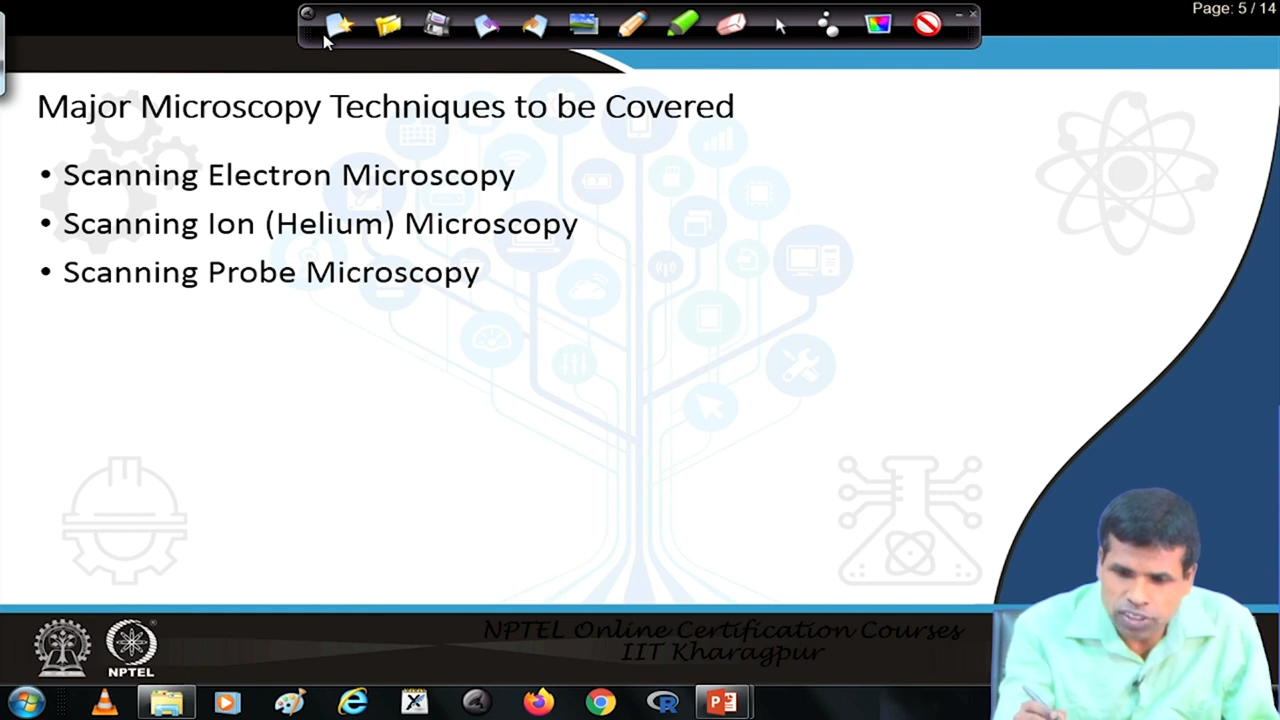 Page: 5 / 14
Major Microscopy Techniques to be Covered
• Scanning Electron Microscopy
• Scanning Ion (Helium) Microscopy
• Scanning Probe Microscopy
NPTEL Online Certification Courses
IIT Kharagpur
NPTEL